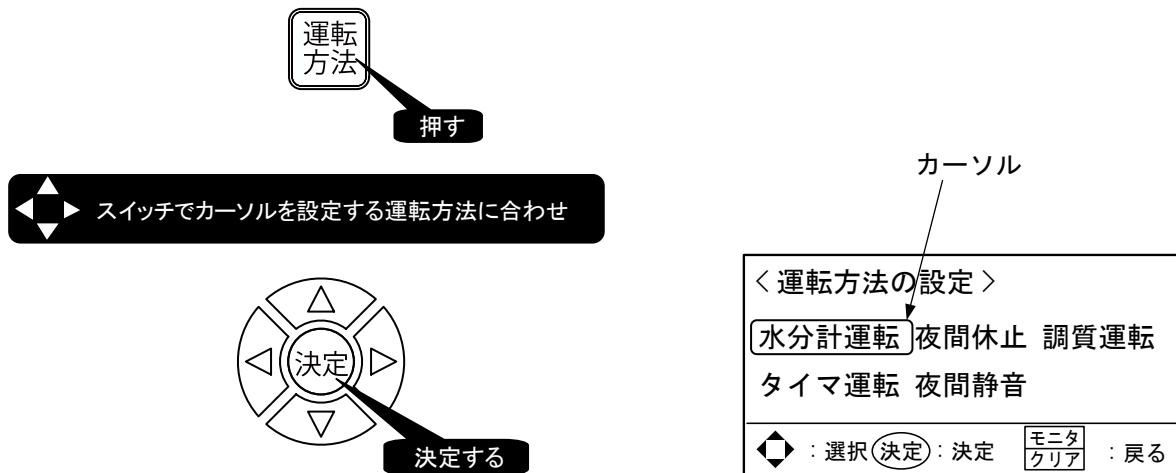 運転
方法
押す
スイッチでカーソルを設定する運転方法に合わせ
決定
決定する
カーソル
＜運転方法の設定＞
水分計運転 夜間休止 調質運転
タイマ運転 夜間静音
：選択 決定：決定 モニタ
クリア ：戻る